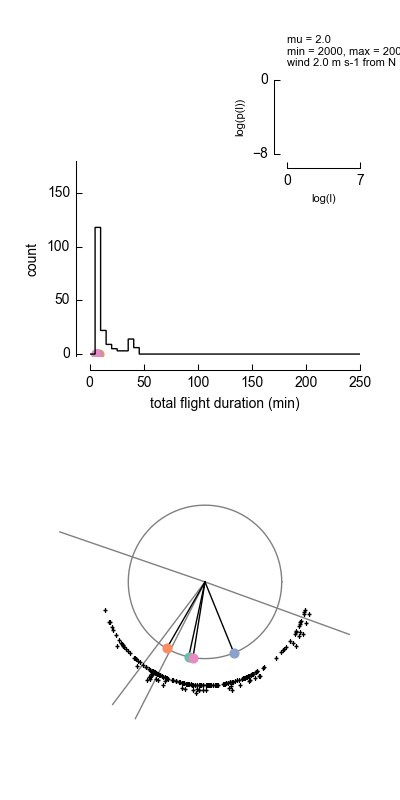 mu = 2.0
min = 2000, max = 200
wind 2.0 m s-1 from N
0
log(p(l))
−8
0 7
log(l)
150
100
50
0
count
0 50 100 150 200 250
total flight duration (min)